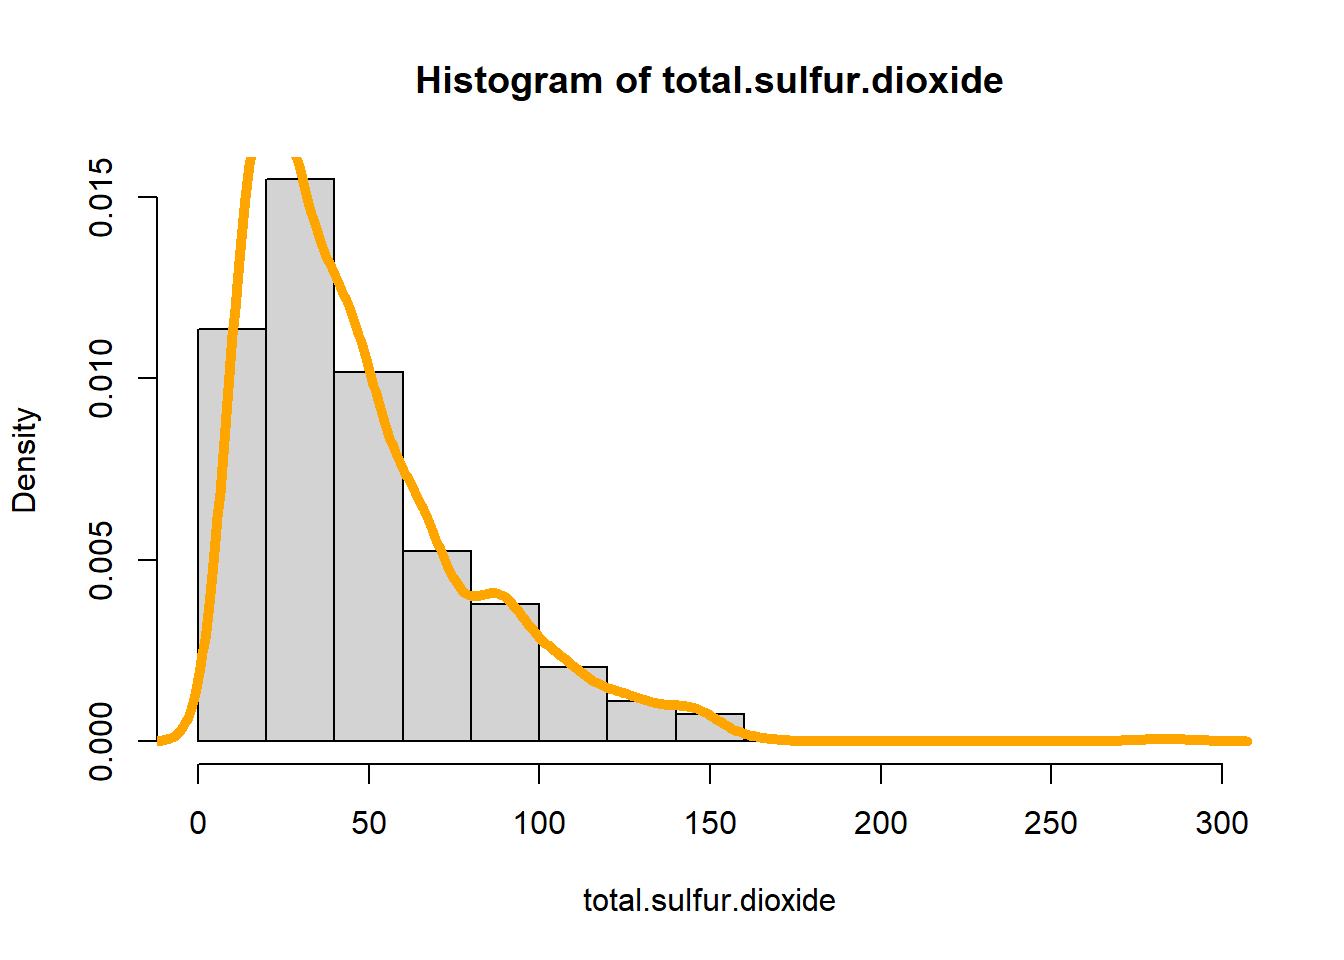 Histogram of total.sulfur.dioxide
Density
0.015
0.010
0.005
0.000
0 50 100 150 200 250 300
total.sulfur.dioxide